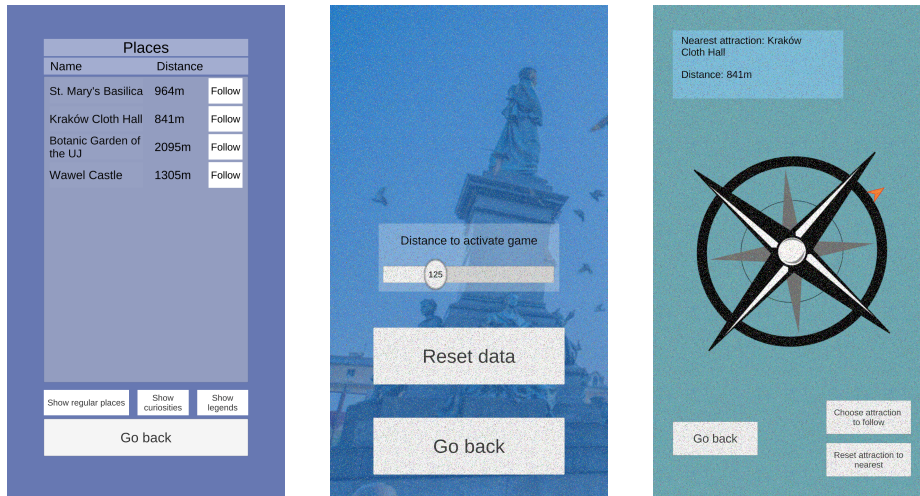 Places
Name Distance
St. Mary's Basilica 964m Follow
Kraków Cloth Hall 841m Follow
Botanic Garden of
the UJ 2095m Follow
Wawel Castle 1305m Follow
Show regular places
Show
curiosities
Show
legends
Go back
Distance to activate game
125
Reset data
Go back
Nearest attraction: Kraków
Cloth Hall
Distance: 841m
Choose attraction
to follow
Go back
Reset attraction to
nearest